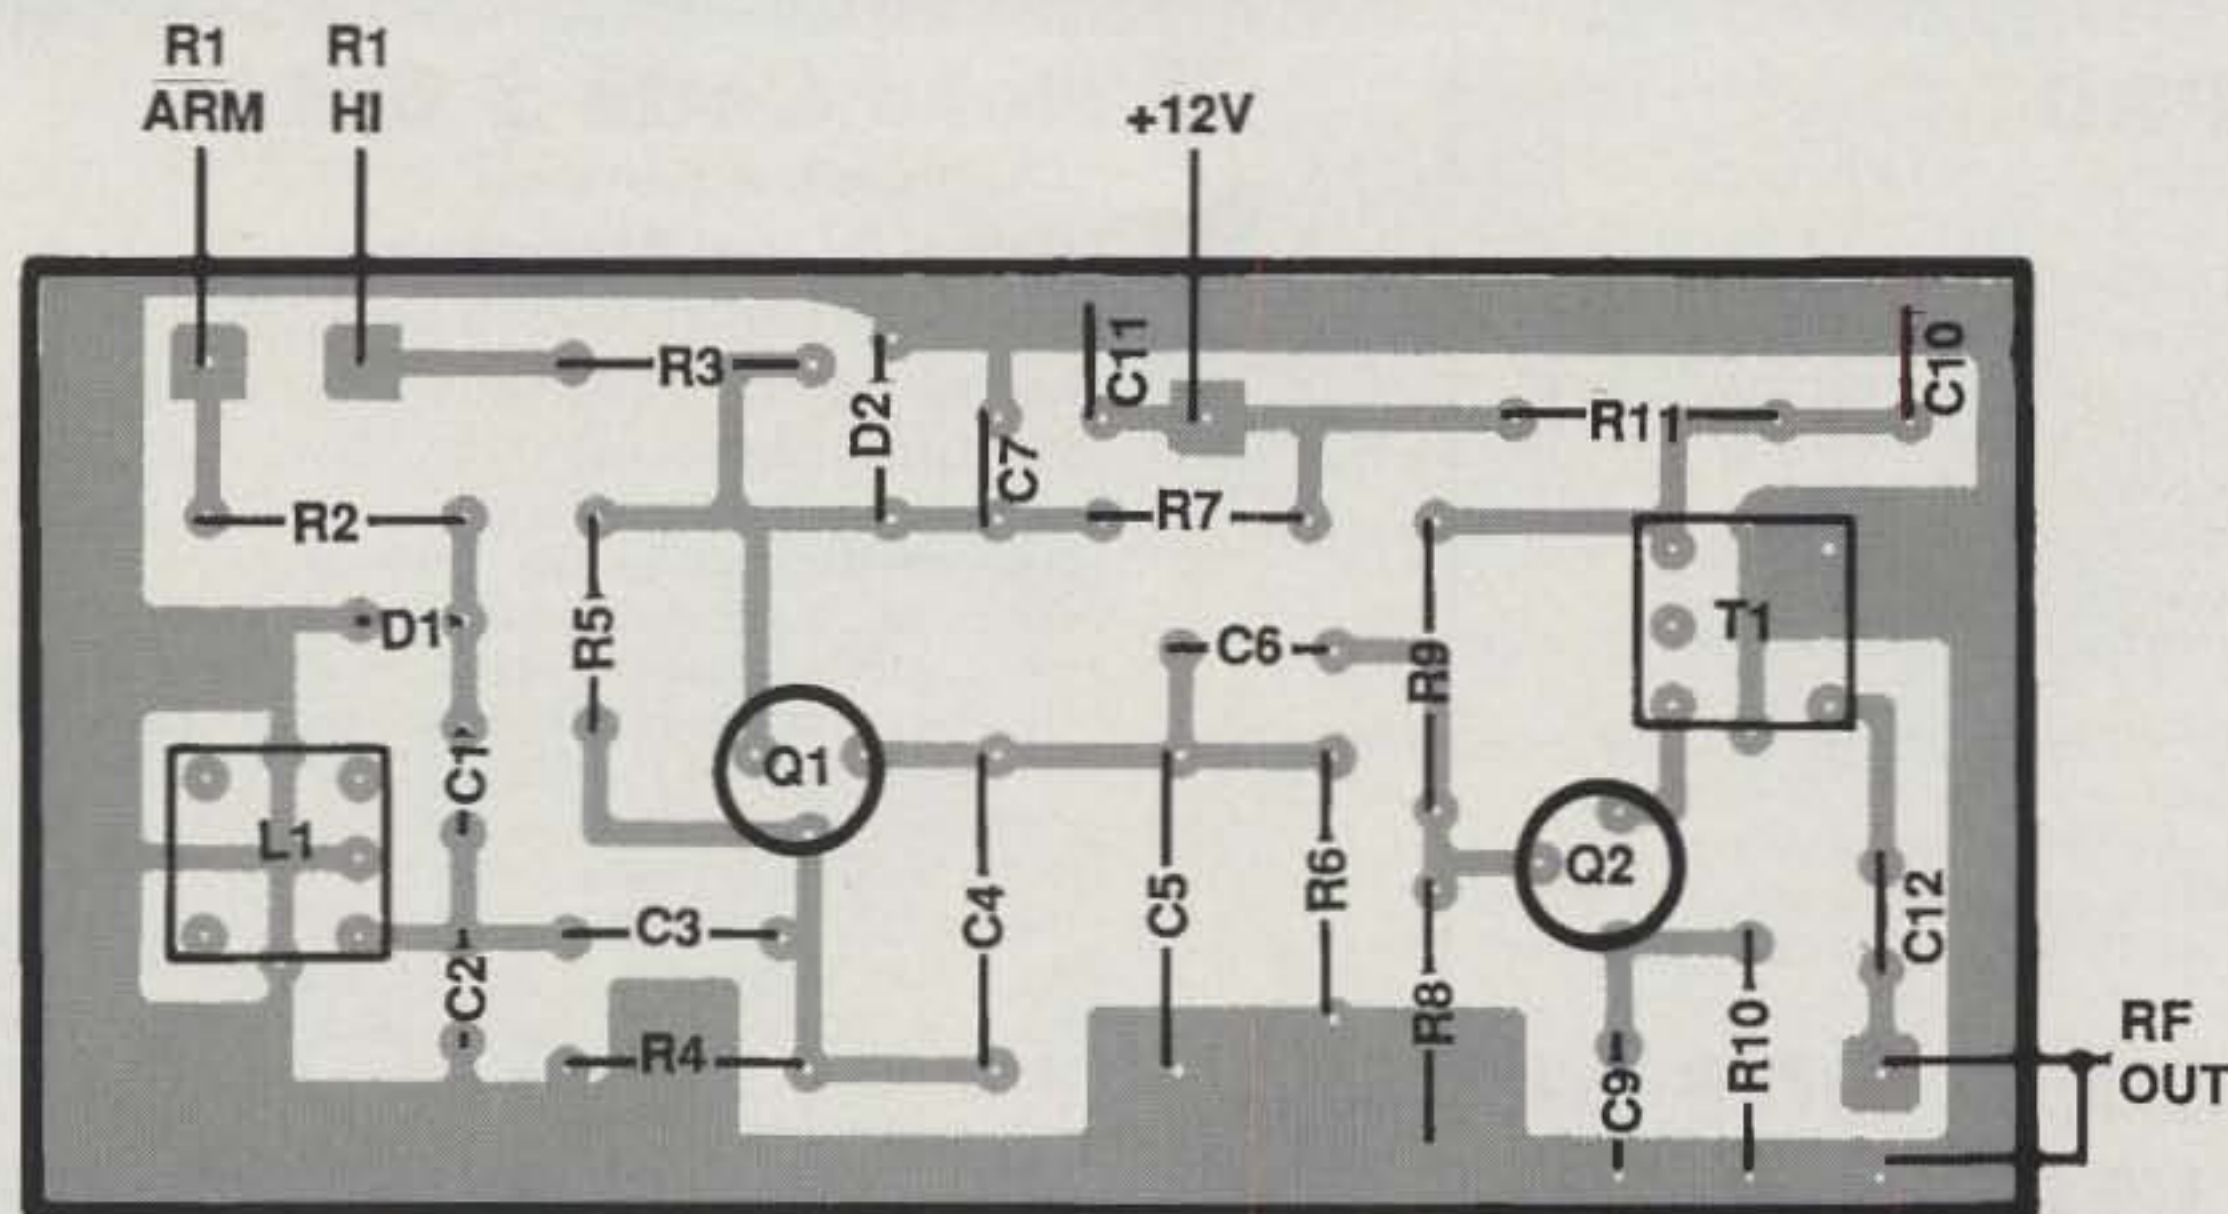 R1
ARM
R1
HI
+12V
R3
D2
C7
C11
R11
C10
R2
R7
D1
R5
C6
R9
T1
C1
Q1
L1
Q2
C3
C4
C5
R6
C12
C2
R4
R8
C9
R10
RF
OUT